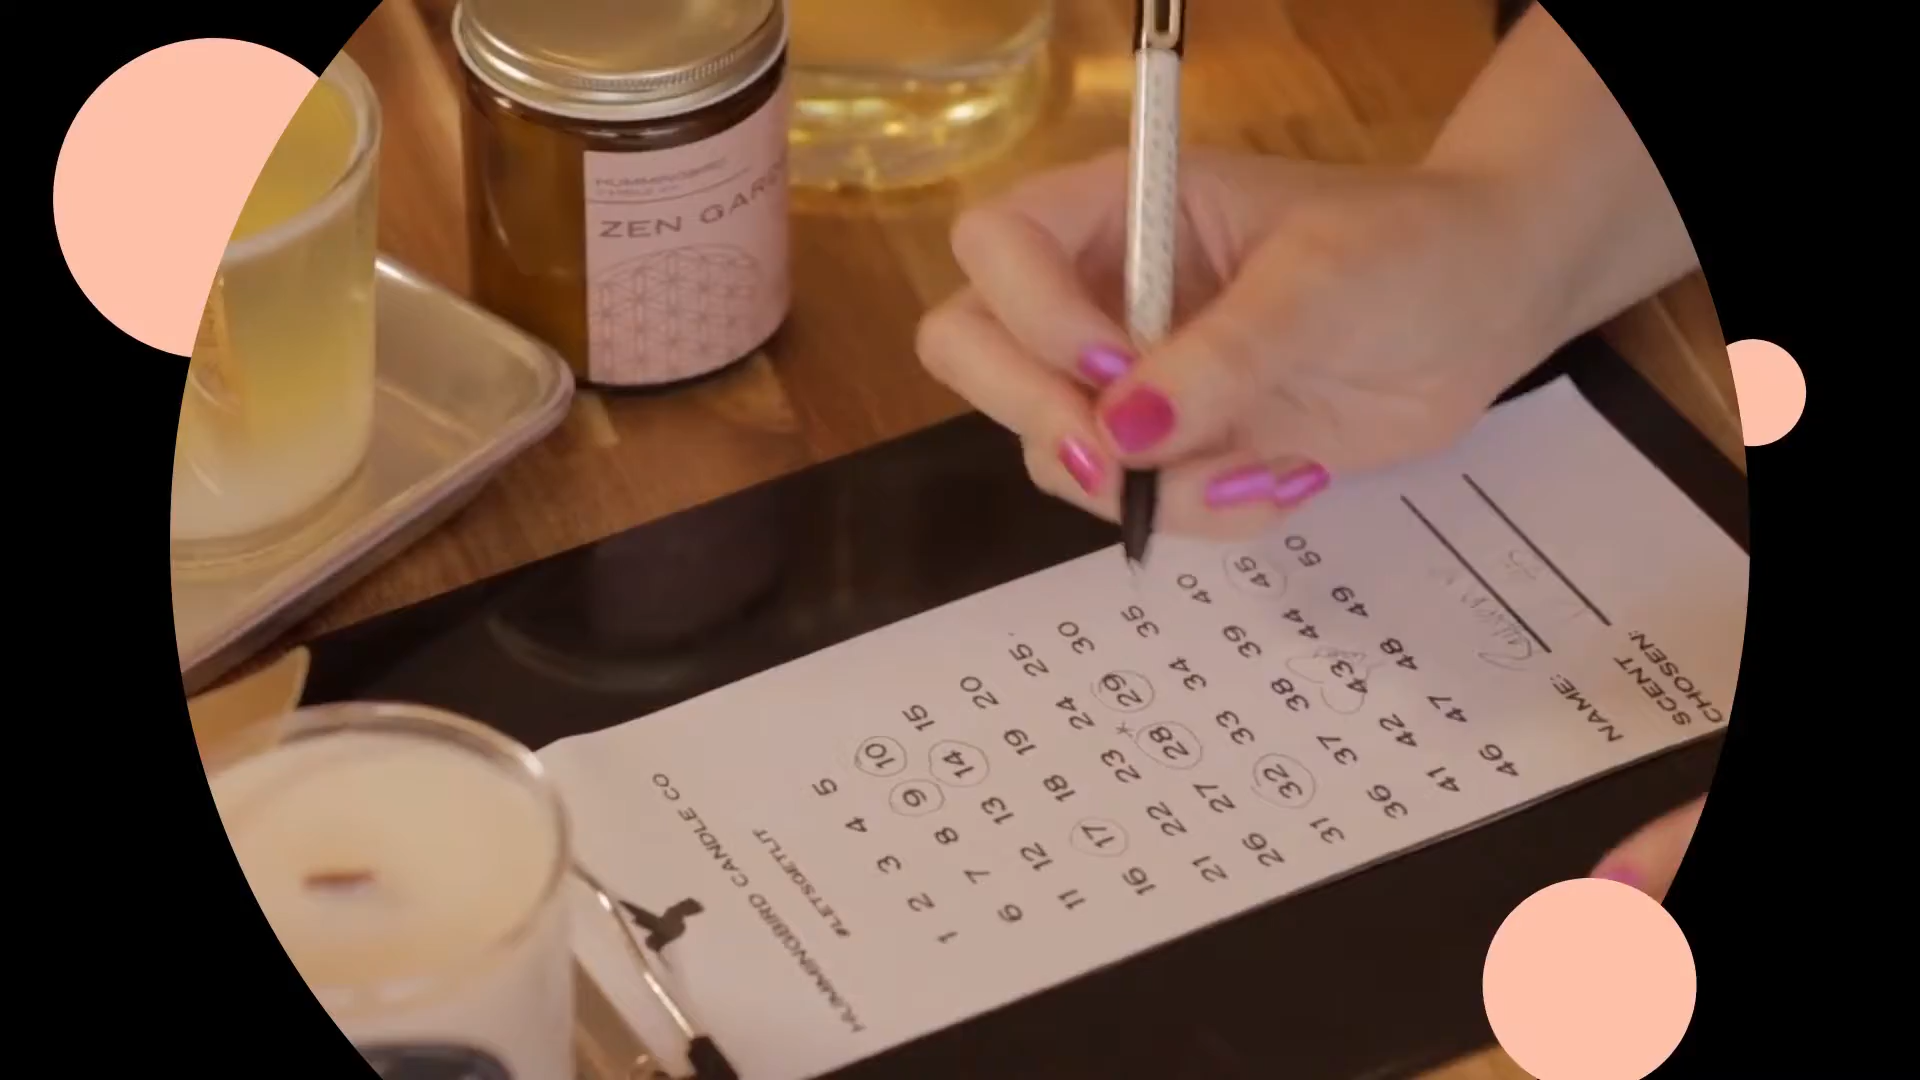 HUMMINGBIRD
CANDLE CO
ZEN GARD
HUMMINGBIRD CANDLE CO
#LETSGETLIT
1 2 3 4 5
6 7 8 9 10
11 12 13 14 15
16 17 18 19 20
21 22 23 24 25
26 27 28 29 30
31 32 33 34 35
36 37 38 39 40
41 42 43 44 45
46 47 48 49 50
NAME:
SCENT
CHOSEN: